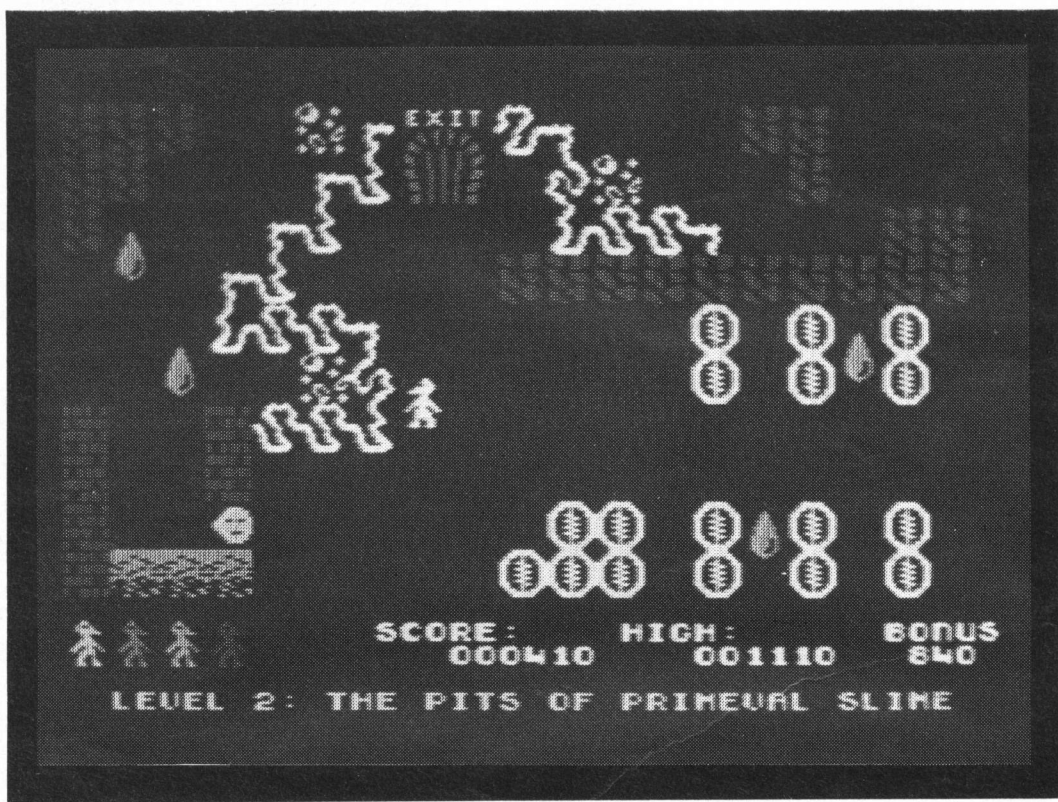 EXIT
SCORE: HIGH: BONUS
000410 001110 840
LEVEL 2: THE PITS OF PRIMEVAL SLIME